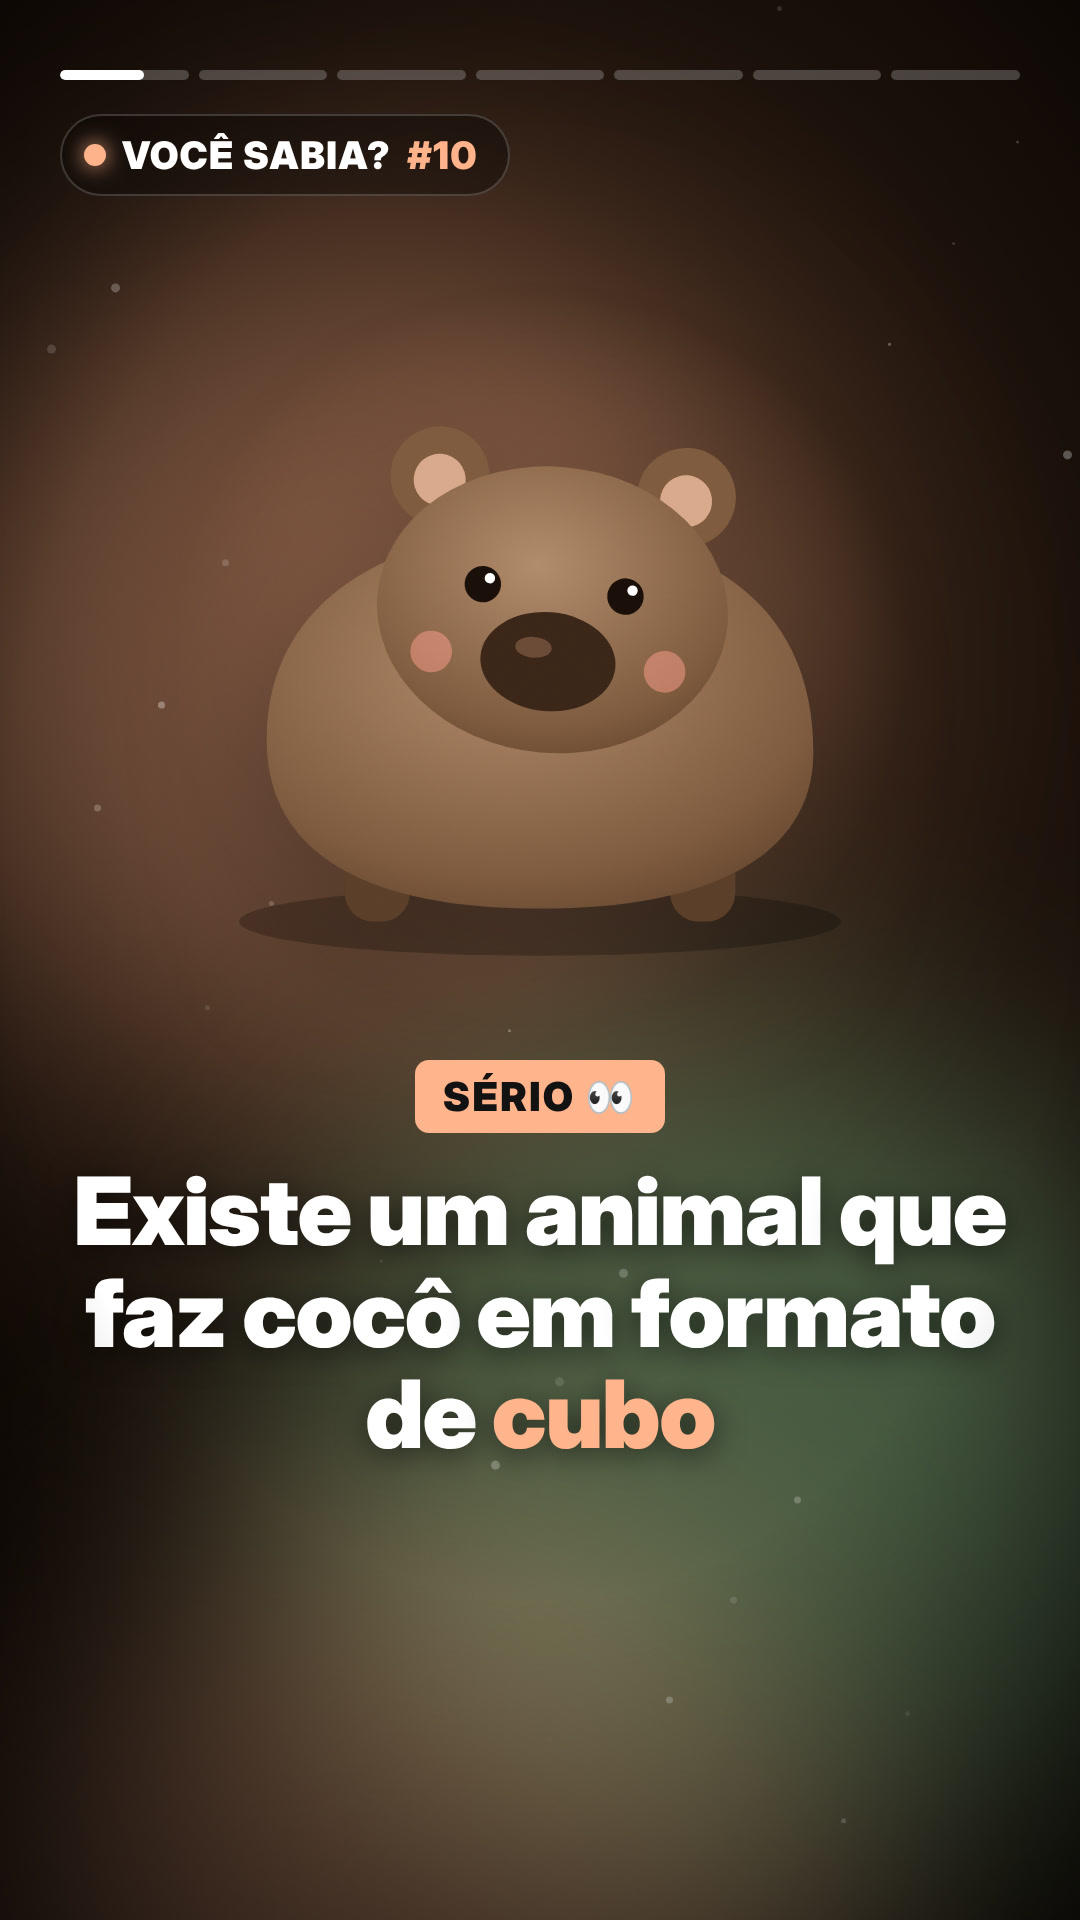 VOCÊ SABIA? #10
SÉRIO 👀
Existe um animal que
faz cocô em formato
de cubo